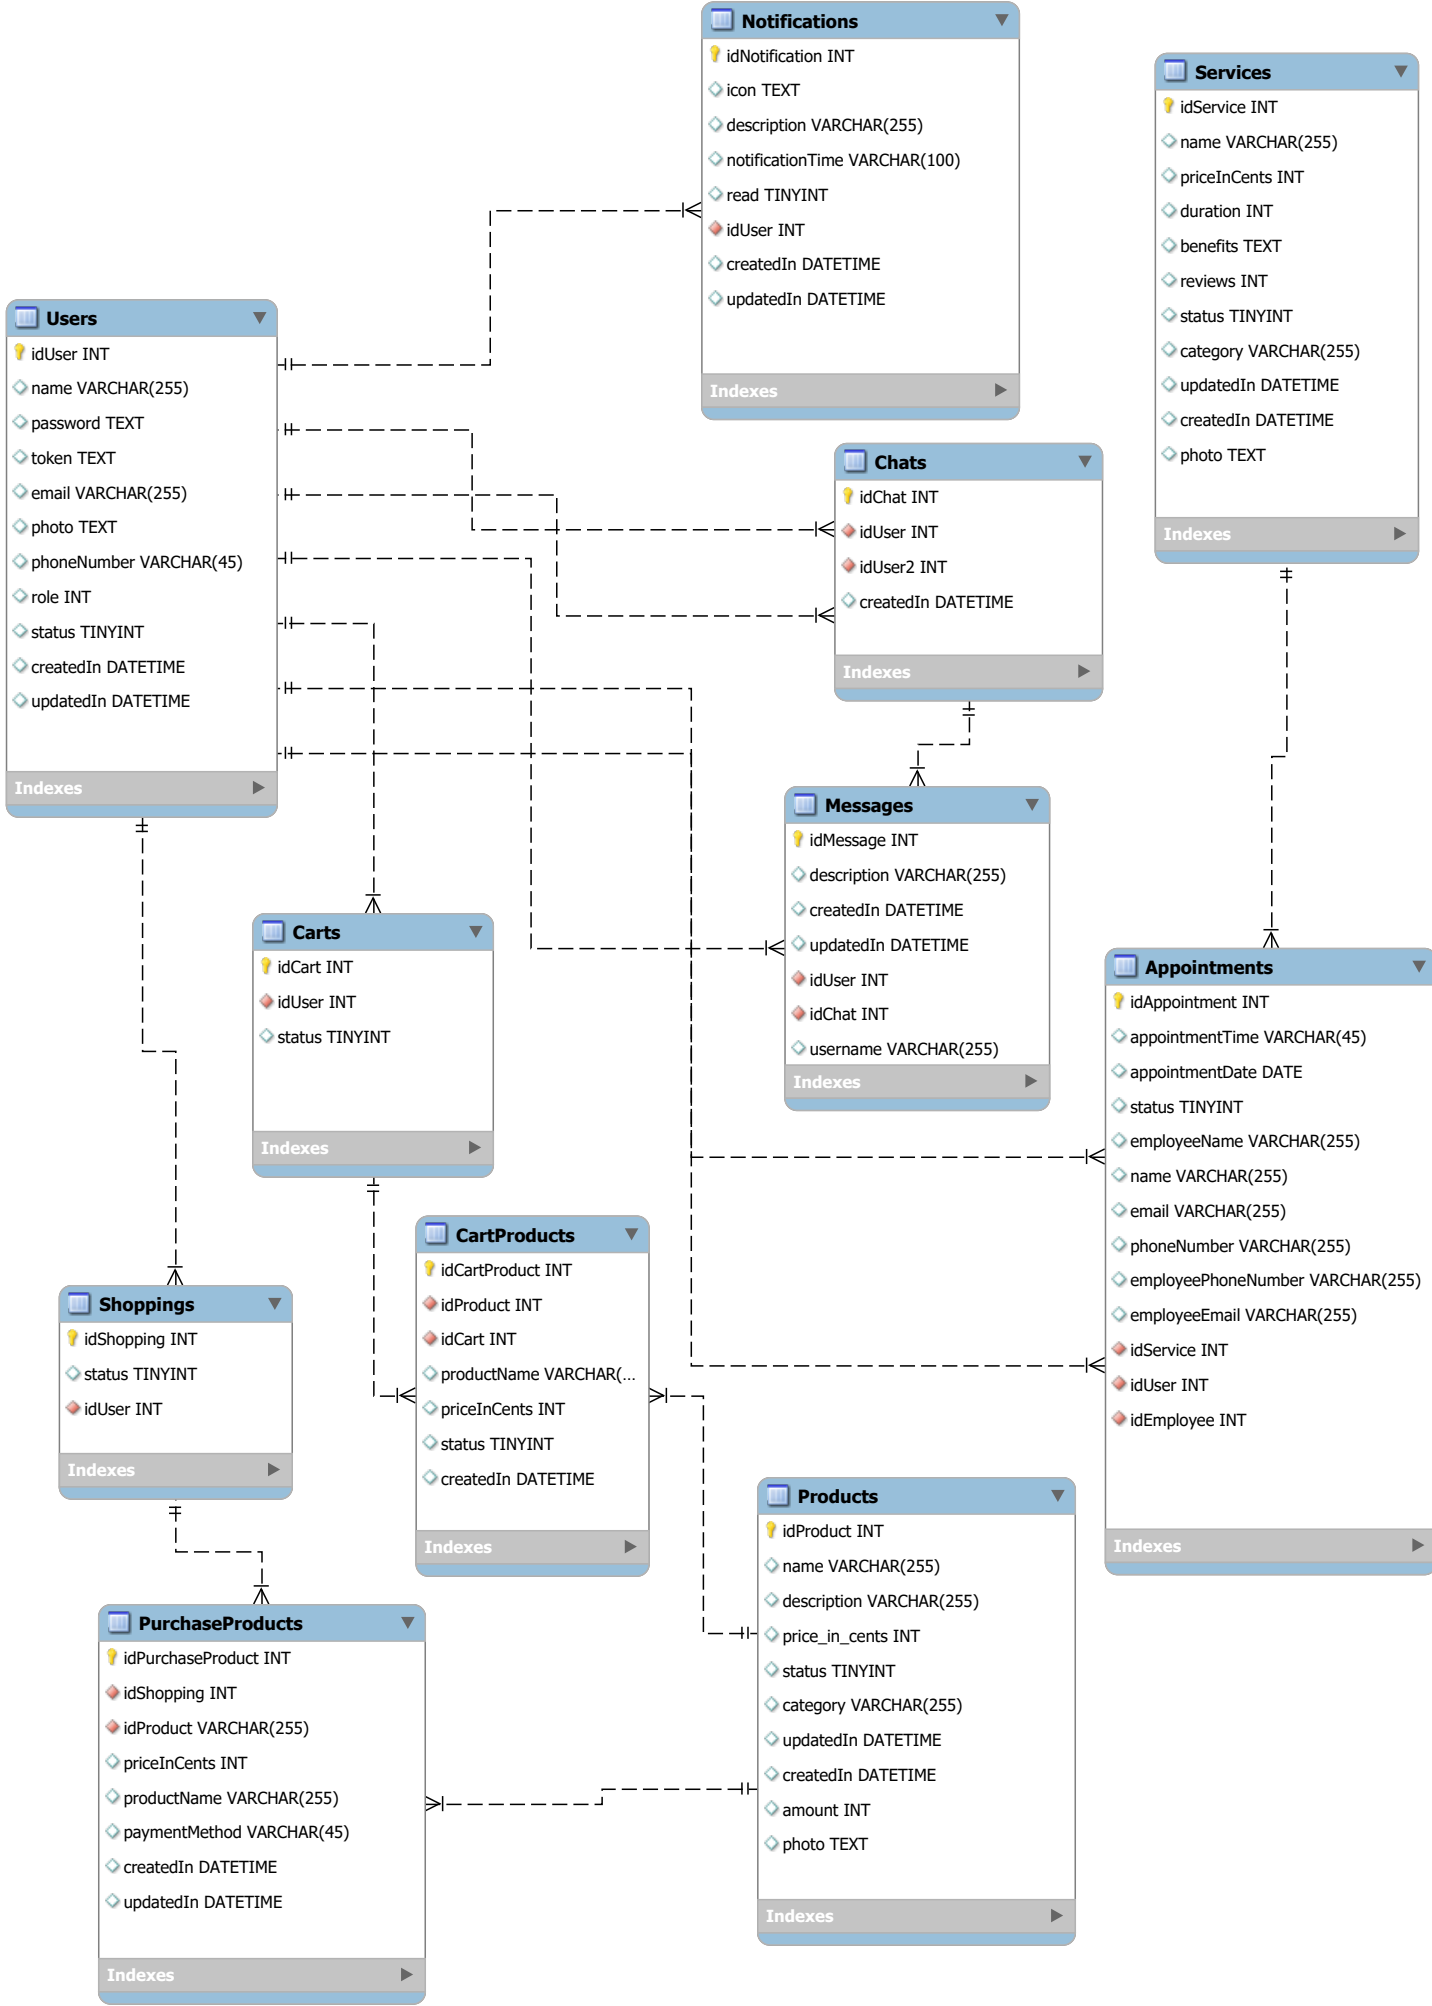 Notifications
idNotification INT
icon TEXT
description VARCHAR(255)
notificationTime VARCHAR(100)
read TINYINT
idUser INT
createdIn DATETIME
updatedIn DATETIME
Indexes
Services
idService INT
name VARCHAR(255)
priceInCents INT
duration INT
benefits TEXT
reviews INT
status TINYINT
category VARCHAR(255)
updatedIn DATETIME
createdIn DATETIME
photo TEXT
Indexes
Users
idUser INT
name VARCHAR(255)
password TEXT
token TEXT
email VARCHAR(255)
photo TEXT
phoneNumber VARCHAR(45)
role INT
status TINYINT
createdIn DATETIME
updatedIn DATETIME
Indexes
Chats
idChat INT
idUser INT
idUser2 INT
createdIn DATETIME
Indexes
Messages
idMessage INT
description VARCHAR(255)
createdIn DATETIME
updatedIn DATETIME
idUser INT
idChat INT
username VARCHAR(255)
Indexes
Carts
idCart INT
idUser INT
status TINYINT
Indexes
Appointments
idAppointment INT
appointmentTime VARCHAR(45)
appointmentDate DATE
status TINYINT
employeeName VARCHAR(255)
name VARCHAR(255)
email VARCHAR(255)
phoneNumber VARCHAR(255)
employeePhoneNumber VARCHAR(255)
employeeEmail VARCHAR(255)
idService INT
idUser INT
idEmployee INT
Indexes
CartProducts
idCartProduct INT
idProduct INT
idCart INT
productName VARCHAR(...
priceInCents INT
status TINYINT
createdIn DATETIME
Indexes
Shoppings
idShopping INT
status TINYINT
idUser INT
Indexes
Products
idProduct INT
name VARCHAR(255)
description VARCHAR(255)
price_in_cents INT
status TINYINT
category VARCHAR(255)
updatedIn DATETIME
createdIn DATETIME
amount INT
photo TEXT
Indexes
PurchaseProducts
idPurchaseProduct INT
idShopping INT
idProduct VARCHAR(255)
priceInCents INT
productName VARCHAR(255)
paymentMethod VARCHAR(45)
createdIn DATETIME
updatedIn DATETIME
Indexes